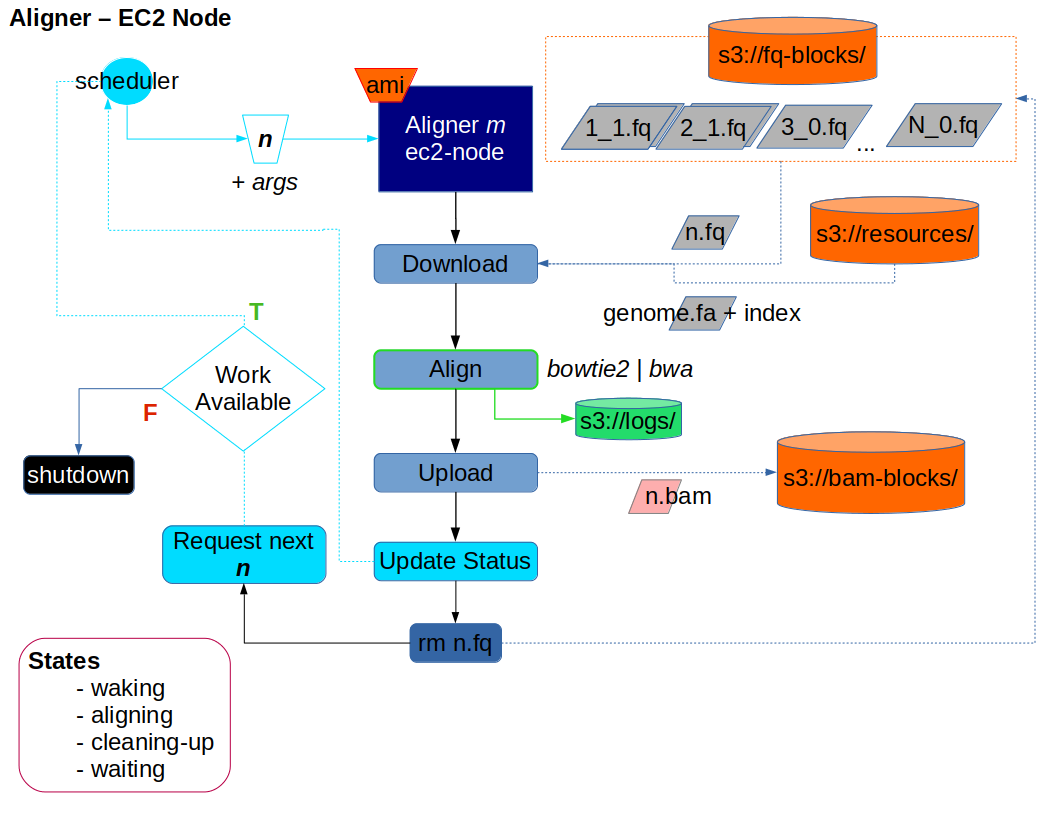 Aligner – EC2 Node
scheduler
n
+ args
ami
Aligner m
ec2-node
s3://fq-blocks/
1_1.fq
2_1.fq
3_0.fq
...
N_0.fq
n.fq
s3://resources/
Download
genome.fa + index
T
Work
Available
F
Align
bowtie2 | bwa
s3://logs/
shutdown
Upload
n.bam
s3://bam-blocks/
Request next
n
Update Status
rm n.fq
States
- waking
- aligning
- cleaning-up
- waiting